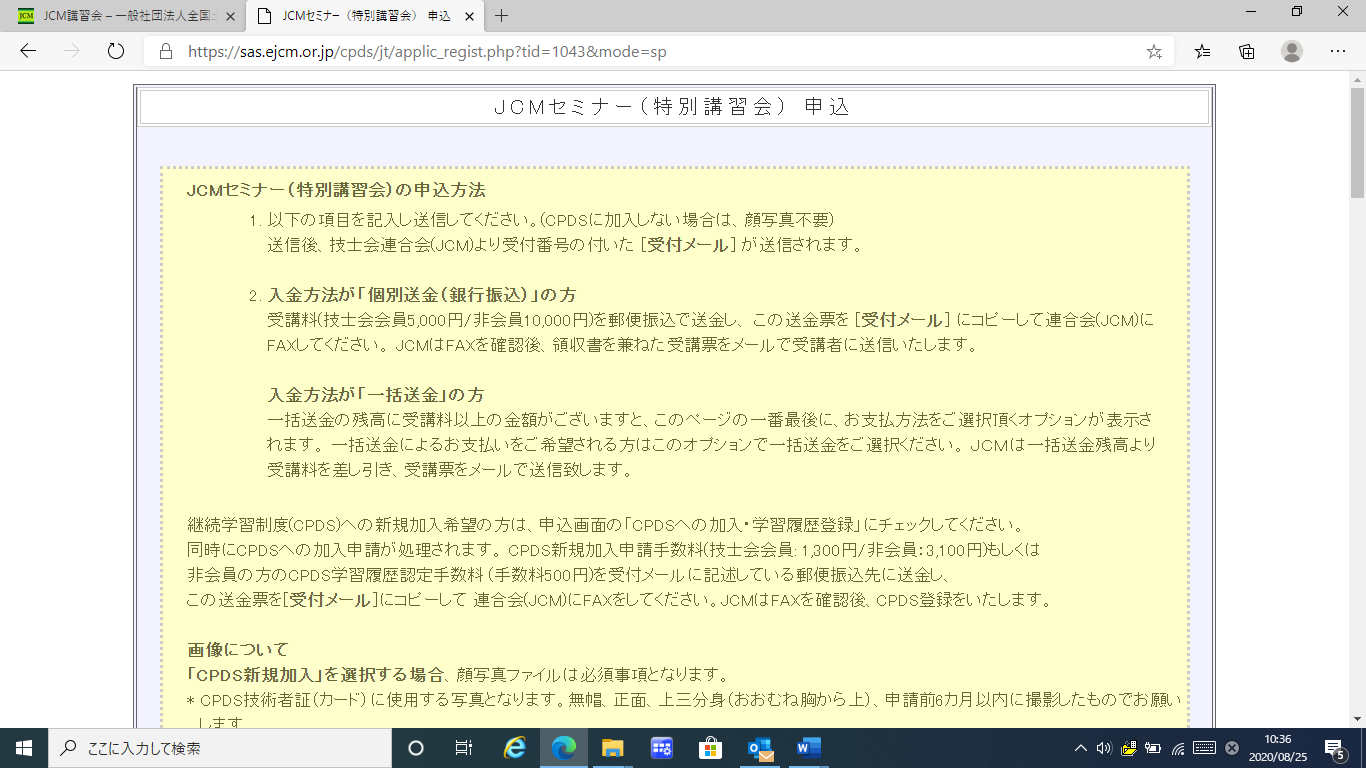 JCM講習会 – 一般社団法人全国
JCMセミナー（特別講習会） 申込
https://sas.ejcm.or.jp/cpds/jt/applic_regist.php?tid=1043&mode=sp
JCMセミナー（特別講習会） 申込
JCMセミナー（特別講習会）の申込方法
1. 以下の項目を記入し送信してください。(CPDSに加入しない場合は、顔写真不要)
送信後、技士会連合会(JCM)より受付番号の付いた［受付メール］が送信されます。
2. 入金方法が「個別送金（銀行振込）」の方
受講料(技士会会員5,000円/非会員10,000円)を郵便振込で送金し、この送金票を［受付メール］にコピーして連合会(JCM)に
FAXしてください。JCMはFAXを確認後、領収書を兼ねた受講票をメールで受講者に送信いたします。
入金方法が「一括送金」の方
一括送金の残高に受講料以上の金額がございますと、このページの一番最後に、お支払方法をご選択頂くオプションが表示さ
れます。一括送金によるお支払いをご希望される方はこのオプションで一括送金をご選択ください。JCMは一括送金残高より
受講料を差し引き、受講票をメールで送信致します。
継続学習制度(CPDS)への新規加入希望の方は、申込画面の「CPDSへの加入・学習履歴登録」にチェックしてください。
同時にCPDSへの加入申請が処理されます。CPDS新規加入申請手数料(技士会会員: 1,300円/非会員：3,100円)もしくは
非会員の方のCPDS学習履歴認定手数料（手数料500円)を受付メールに記述している郵便振込先に送金し、
この送金票を[受付メール]にコピーして 連合会(JCM)にFAXをしてください。JCMはFAXを確認後、CPDS登録をいたします。
画像について
「CPDS新規加入」を選択する場合、顔写真ファイルは必須事項となります。
* CPDS技術者証（カード）に使用する写真となります。無帽、正面、上三分身（おおむね胸から上）、申請前6カ月以内に撮影したものでお願い
します
ここに入力して検索
10:36
2020/08/25
5